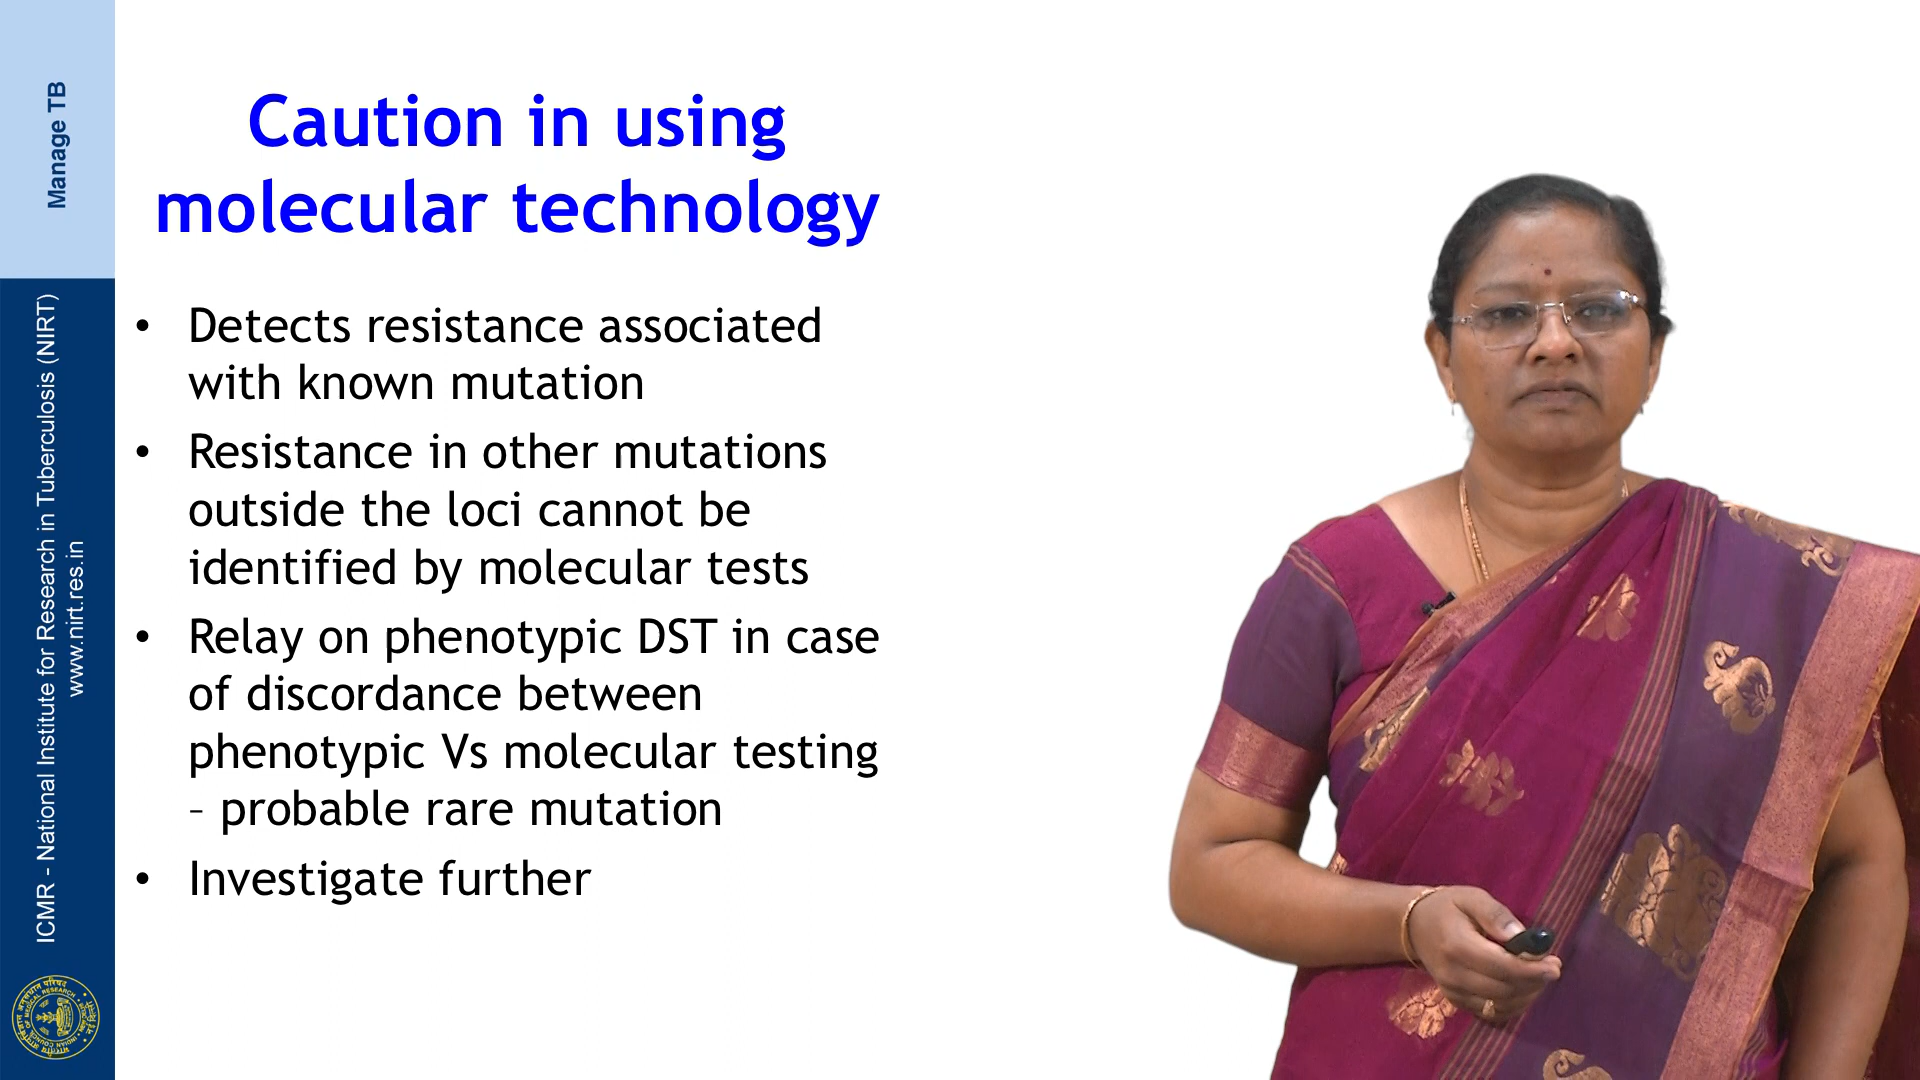 Manage TB
ICMR - National Institute for Research in Tuberculosis (NIRT)
www.nirt.res.in
Caution in using
molecular technology
• Detects resistance associated
with known mutation
• Resistance in other mutations
outside the loci cannot be
identified by molecular tests
• Relay on phenotypic DST in case
of discordance between
phenotypic Vs molecular testing
– probable rare mutation
• Investigate further